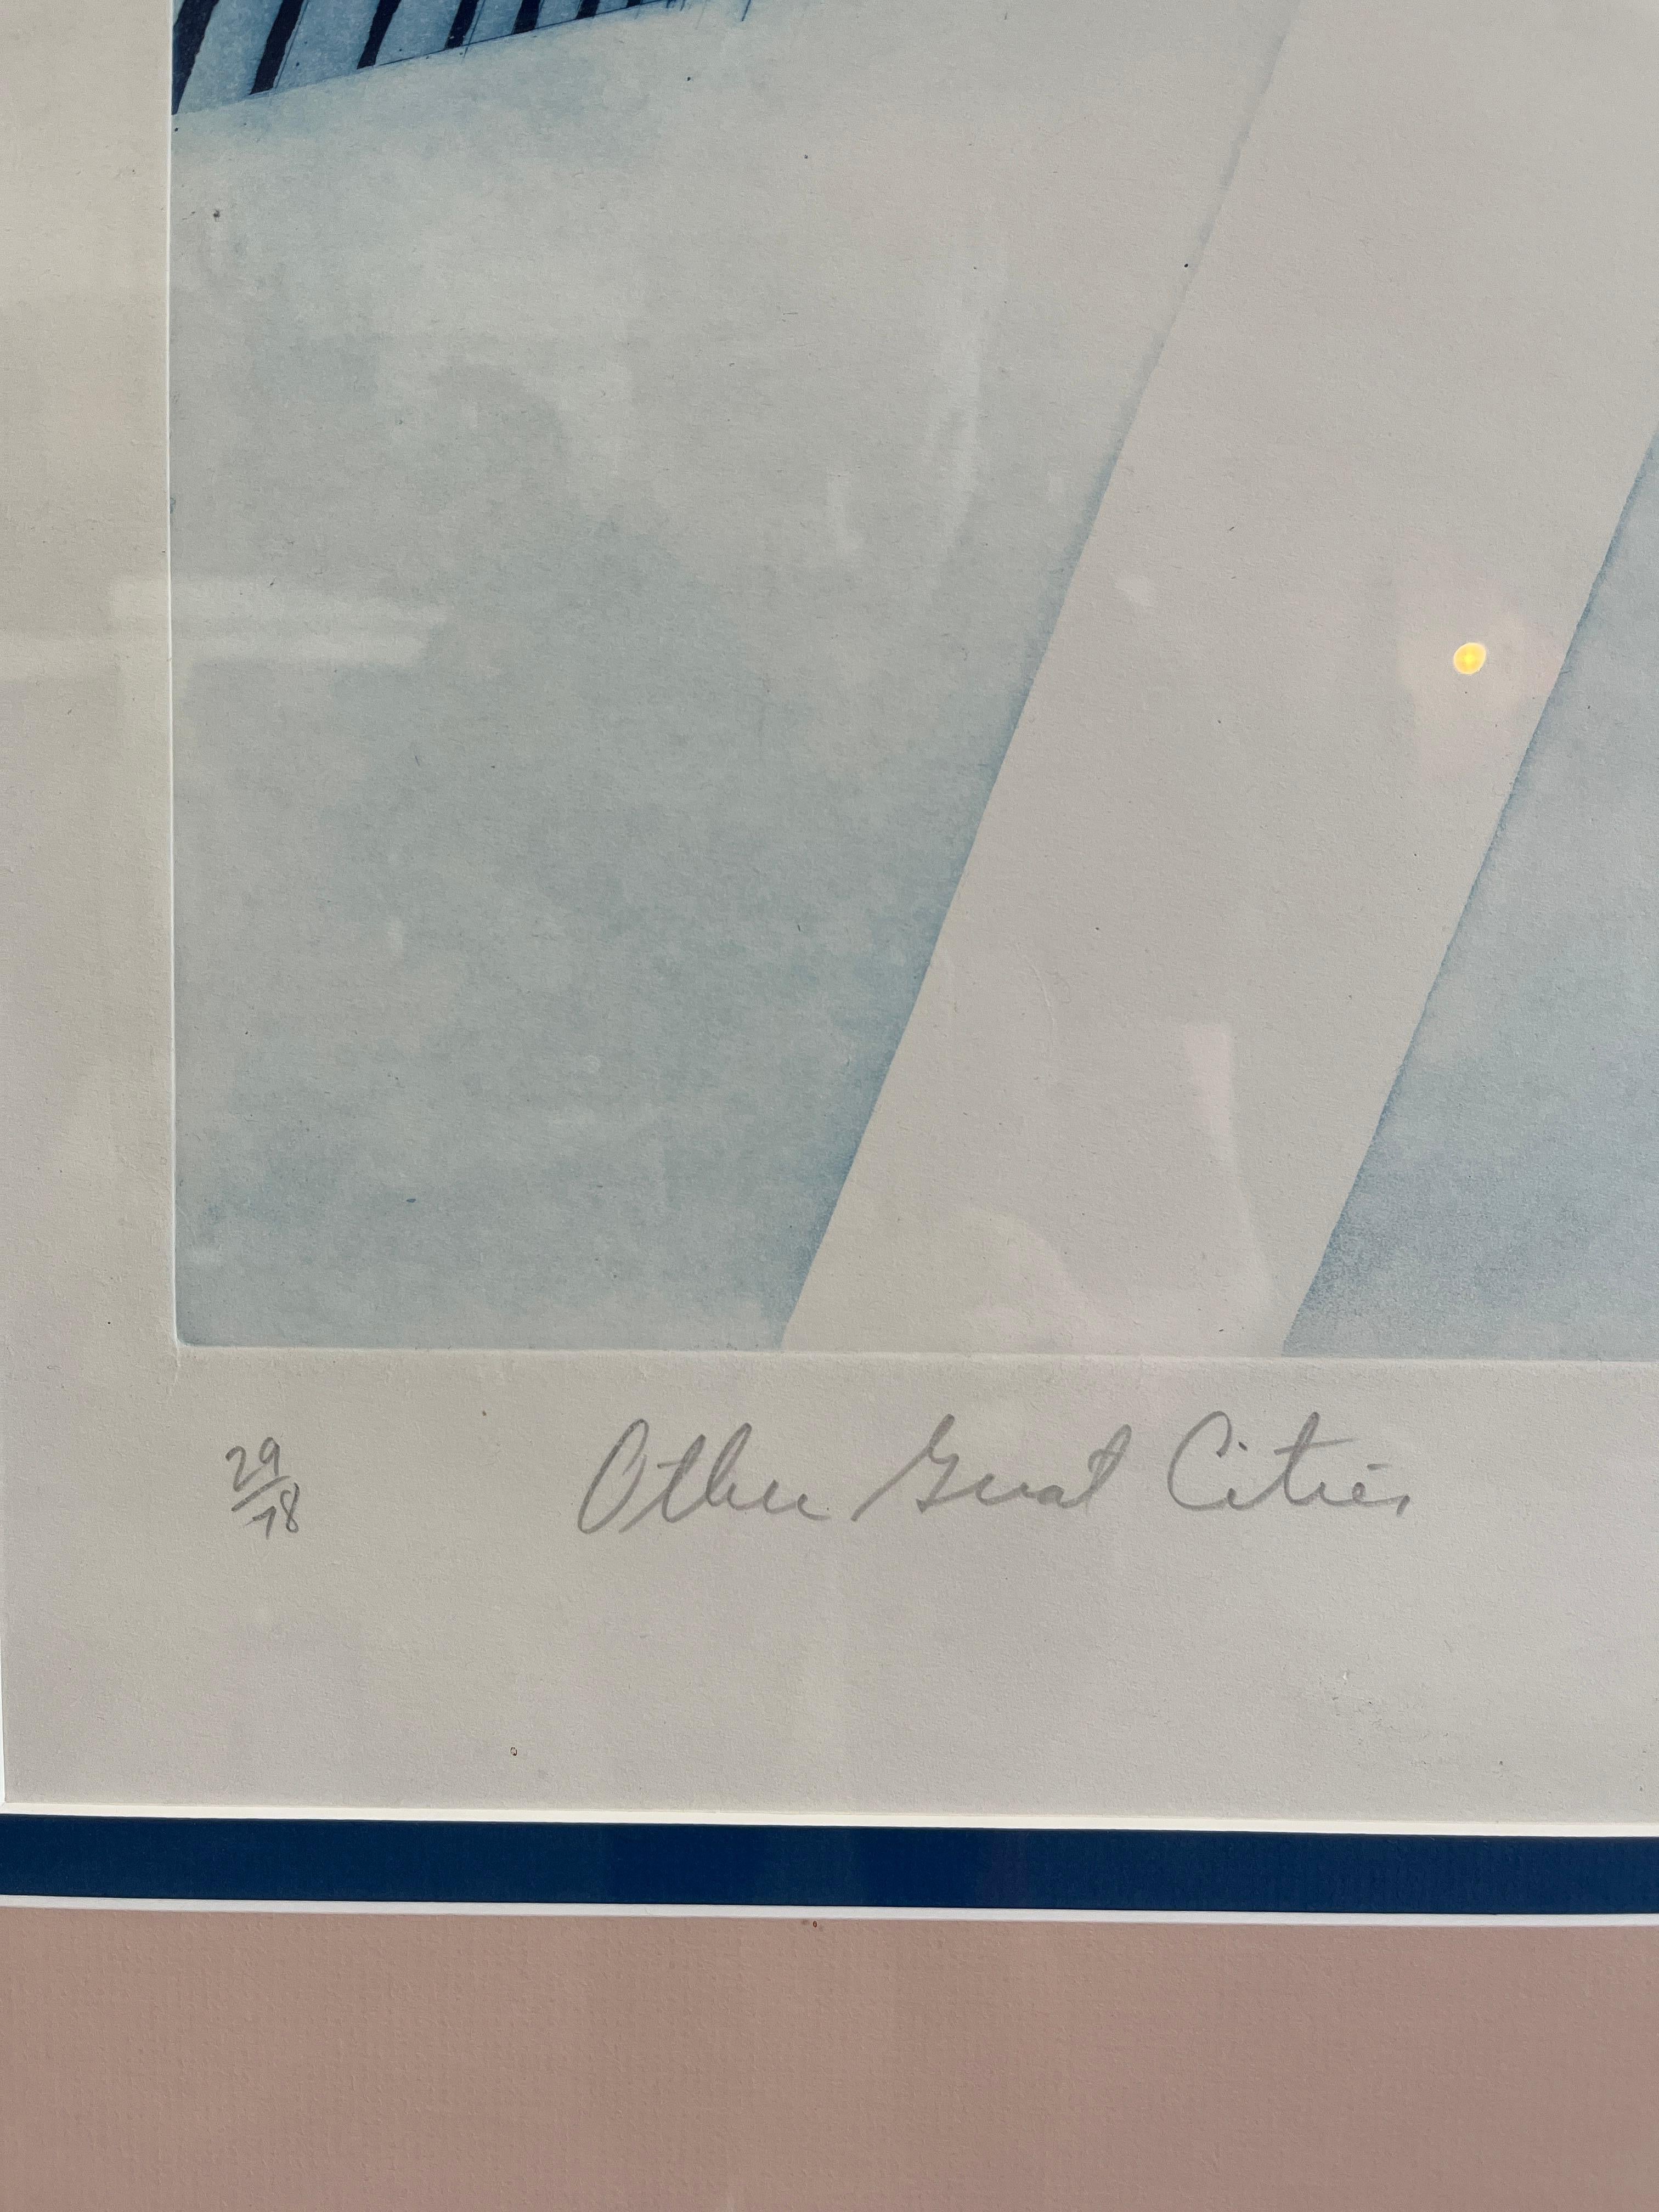 29/78 Other Great Cities